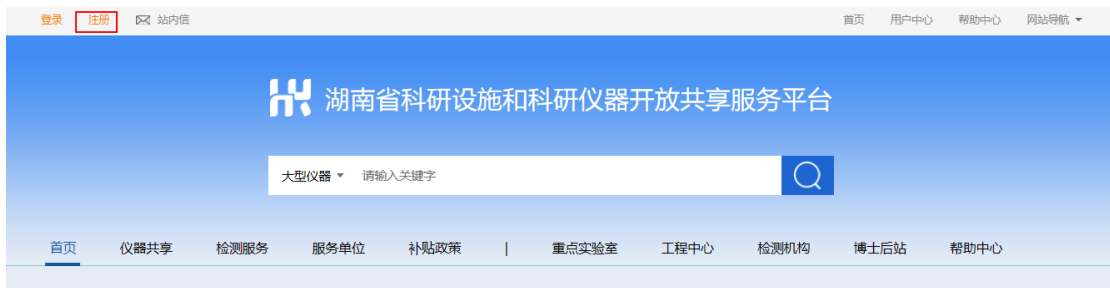 登录 注册 站内信 首页 用户中心 帮助中心 网站导航
湖南省科研设施和科研仪器开放共享服务平台
大型仪器 请输入关键字
首页 仪器共享 检测服务 服务单位 补贴政策 | 重点实验室 工程中心 检测机构 博士后站 帮助中心